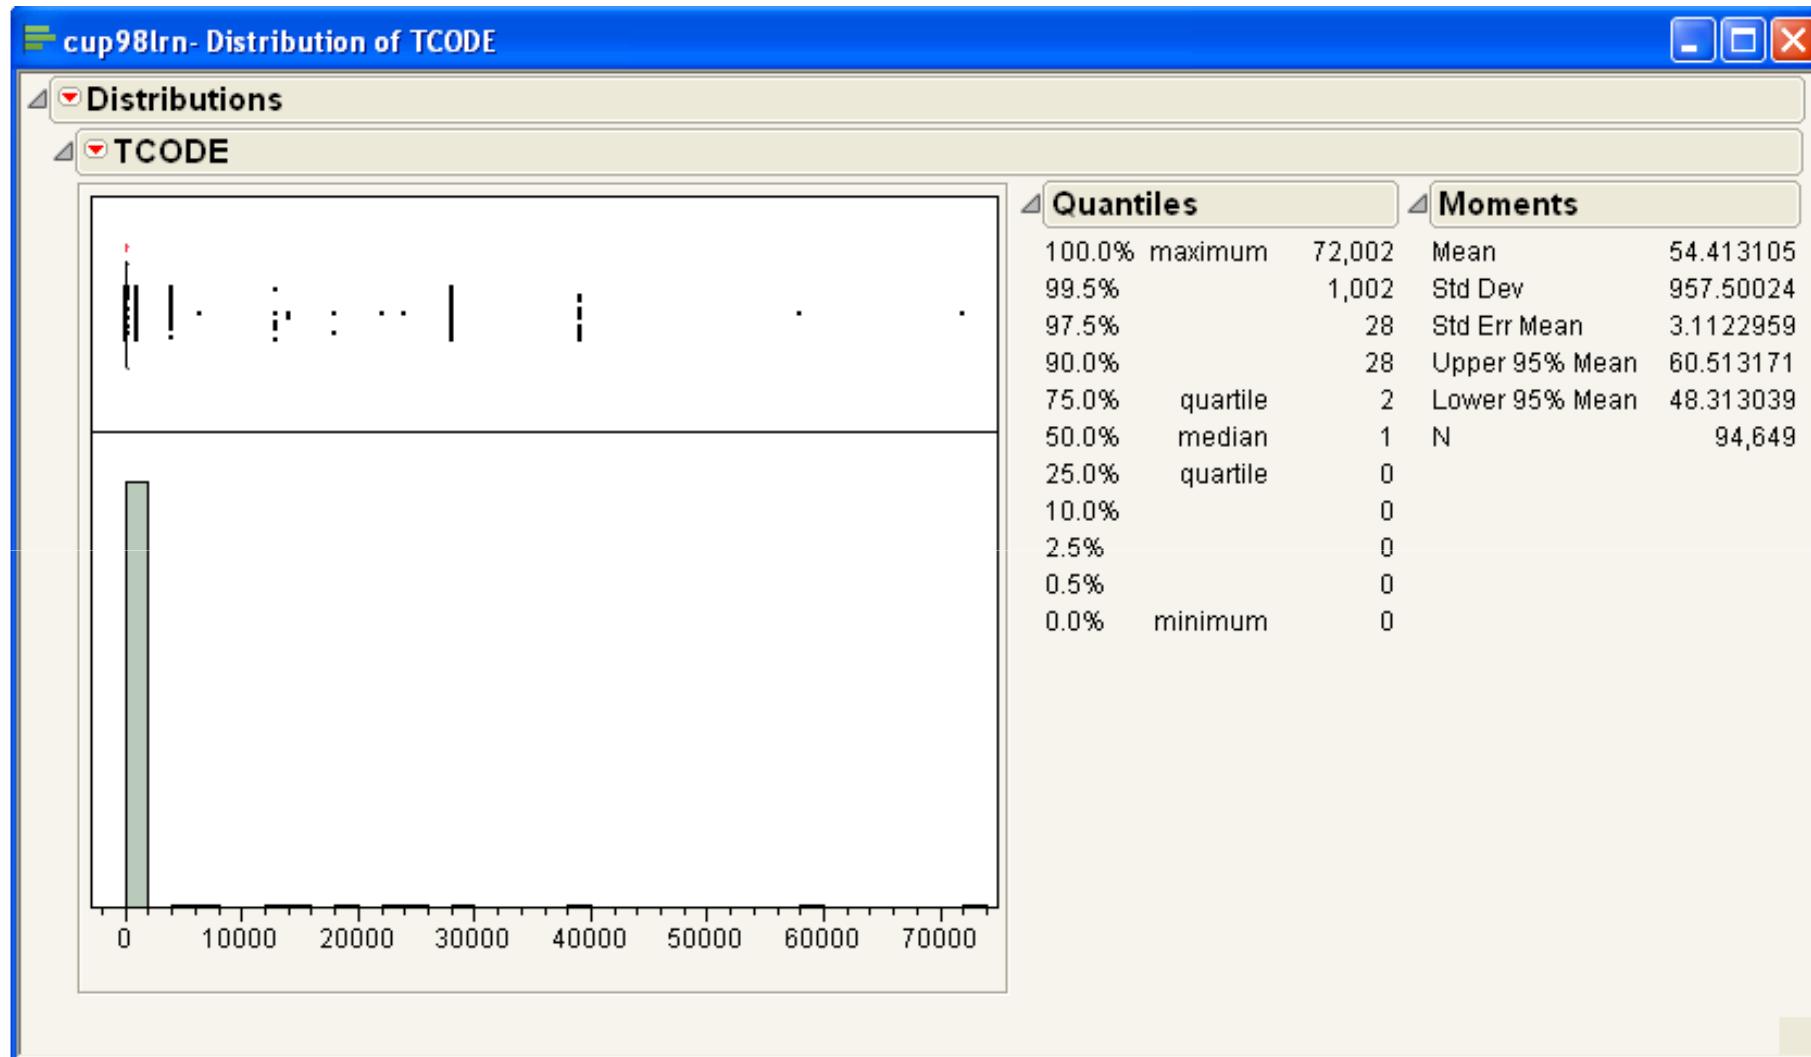 cup98lrn- Distribution of TCODE
Distributions
TCODE
0 10000 20000 30000 40000 50000 60000 70000
Quantiles
100.0% maximum 72,002
99.5% 1,002
97.5% 28
90.0% 28
75.0% quartile 2
50.0% median 1
25.0% quartile 0
10.0% 0
2.5% 0
0.5% 0
0.0% minimum 0
Moments
Mean 54.413105
Std Dev 957.50024
Std Err Mean 3.1122959
Upper 95% Mean 60.513171
Lower 95% Mean 48.313039
N 94,649